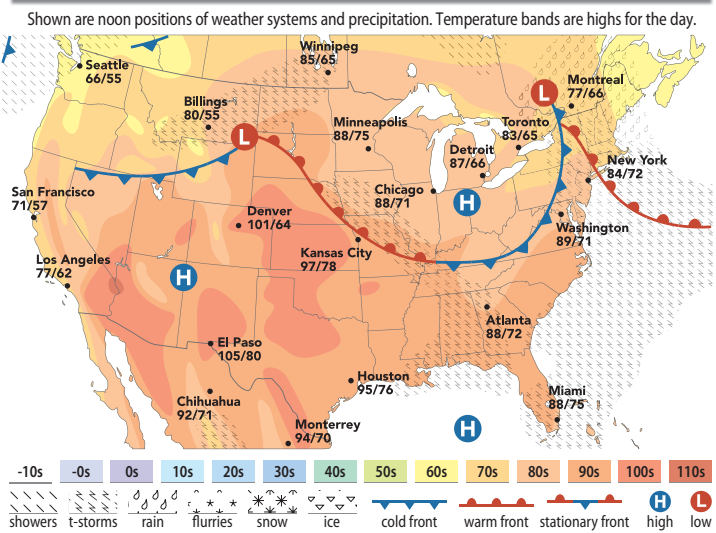 Shown are noon positions of weather systems and precipitation. Temperature bands are highs for the day.
Winnipeg
85/65
Seattle
66/55
Montreal
77/66
L
Billings
80/55
Minneapolis
88/75
Toronto
83/65
L
Detroit
87/66
New York
84/72
San Francisco
71/57
Chicago
88/71
H
Denver
101/64
Washington
89/71
Kansas City
97/78
Los Angeles
77/62
H
Atlanta
88/72
El Paso
105/80
Houston
95/76
Chihuahua
92/71
Miami
88/75
Monterrey
94/70
H
-10s -0s 0s 10s 20s 30s 40s 50s 60s 70s 80s 90s 100s 110s
H L
showers t-storms rain flurries snow ice cold front warm front stationary front high low